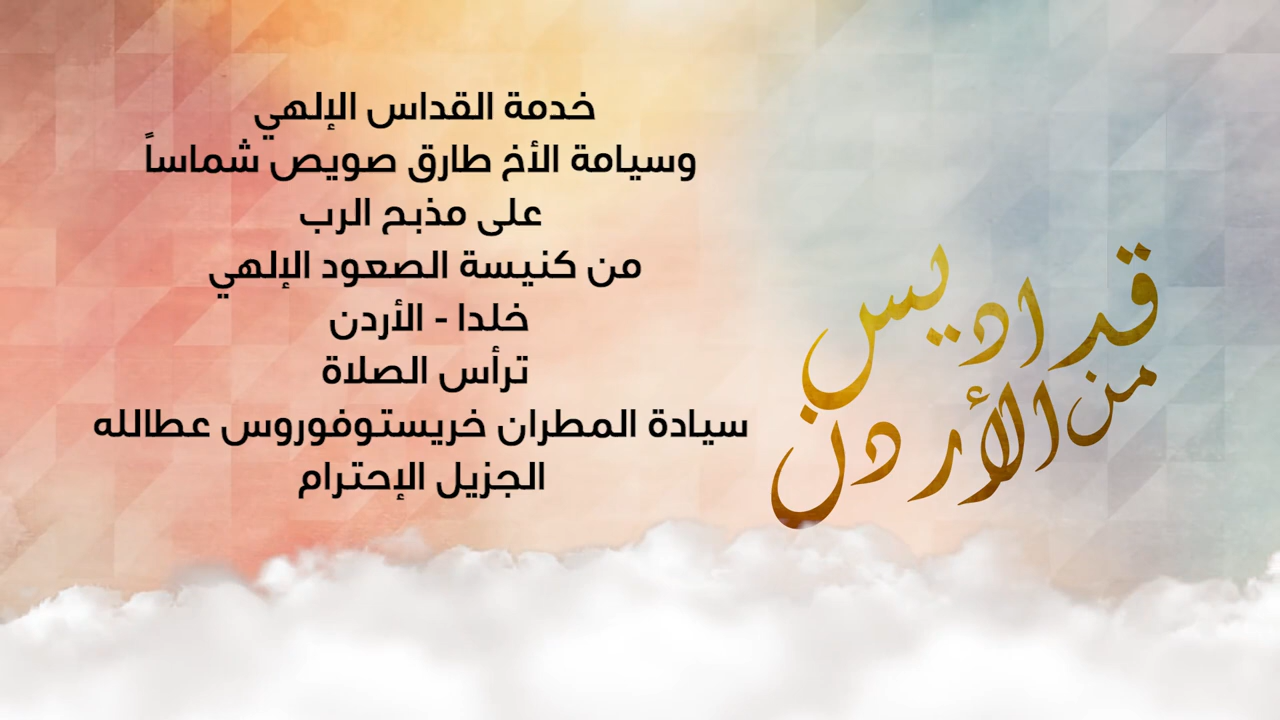 خدمة القداس الإلهي
وسيامة الأخ طارق صويص شماساً
على مذبح الرب
من كنيسة الصعود الإلهي
خلدا - الأردن
ترأس الصلاة
سيادة المطران خريستوفوروس عطالله
الجزيل الإحترام
قداديس
من الأردن